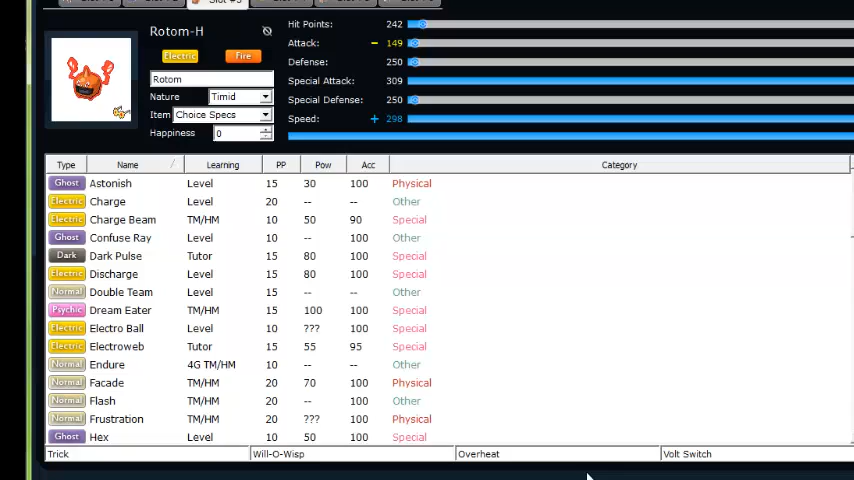 Rotom-H
Electric Fire
Rotom
Nature Timid
Item Choice Specs
Happiness 0
Hit Points: 242
Attack: − 149
Defense: 250
Special Attack: 309
Special Defense: 250
Speed: + 298
Type Name Learning PP Pow Acc Category
Ghost Astonish Level 15 30 100 Physical
Electric Charge Level 20 -- -- Other
Electric Charge Beam TM/HM 10 50 90 Special
Ghost Confuse Ray Level 10 -- 100 Other
Dark Dark Pulse Tutor 15 80 100 Special
Electric Discharge Level 15 80 100 Special
Normal Double Team Level 15 -- -- Other
Psychic Dream Eater TM/HM 15 100 100 Special
Electric Electro Ball Level 10 ??? 100 Special
Electric Electroweb Tutor 15 55 95 Special
Normal Endure 4G TM/HM 10 -- -- Other
Normal Facade TM/HM 20 70 100 Physical
Normal Flash TM/HM 20 -- 100 Other
Normal Frustration TM/HM 20 ??? 100 Physical
Ghost Hex Level 10 50 100 Special
Trick Will-O-Wisp Overheat Volt Switch